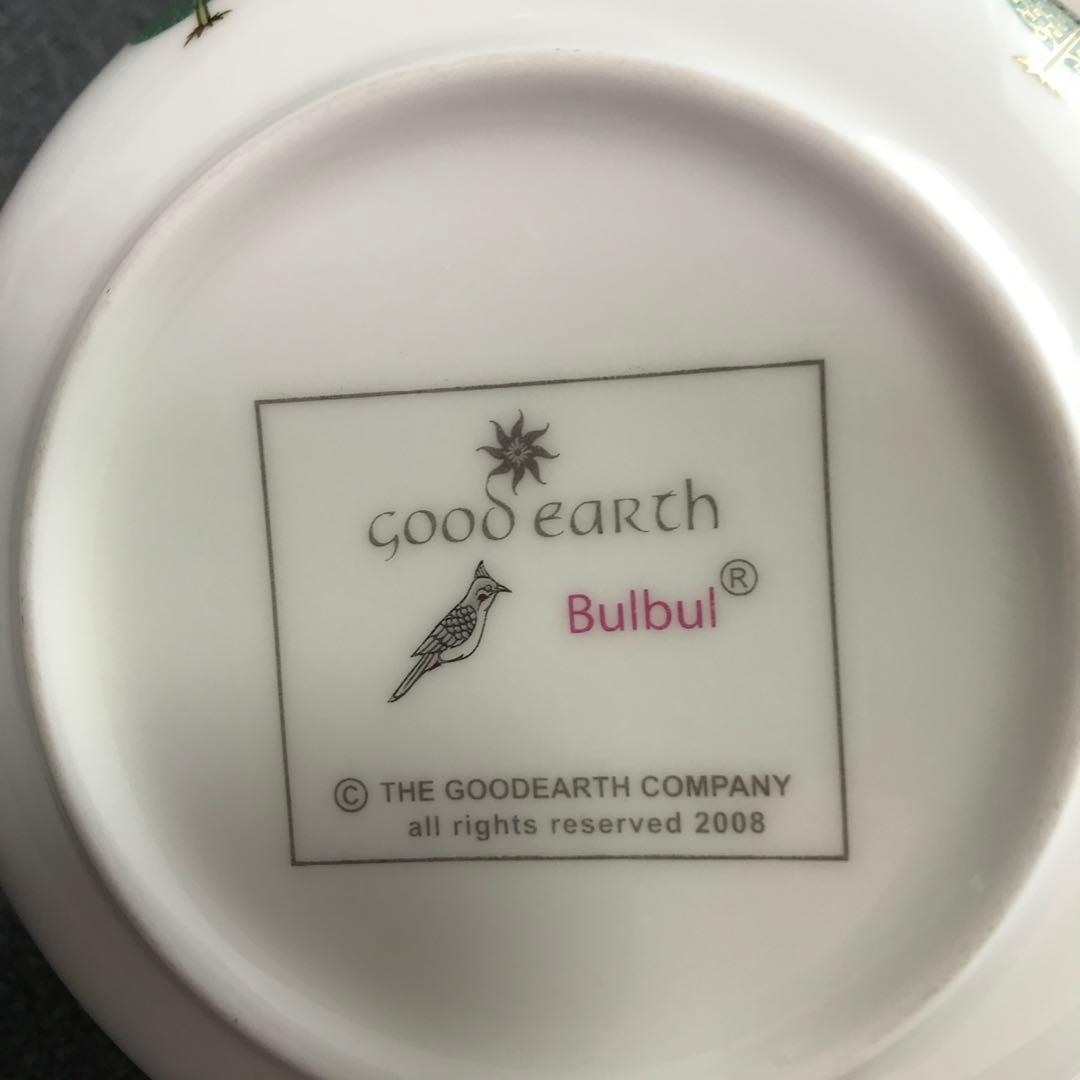 good earth
Bulbul®
© THE GOODEARTH COMPANY
all rights reserved 2008